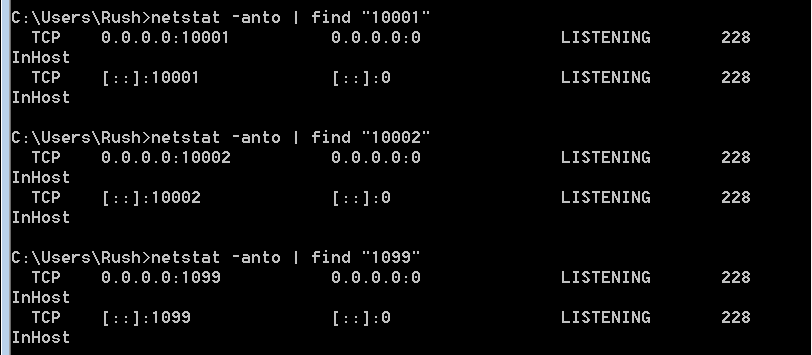 C:\Users\Rush>netstat -anto | find "10001"
  TCP    0.0.0.0:10001          0.0.0.0:0              LISTENING       228
InHost
  TCP    [::]:10001             [::]:0                 LISTENING       228
InHost

C:\Users\Rush>netstat -anto | find "10002"
  TCP    0.0.0.0:10002          0.0.0.0:0              LISTENING       228
InHost
  TCP    [::]:10002             [::]:0                 LISTENING       228
InHost

C:\Users\Rush>netstat -anto | find "1099"
  TCP    0.0.0.0:1099           0.0.0.0:0              LISTENING       228
InHost
  TCP    [::]:1099              [::]:0                 LISTENING       228
InHost